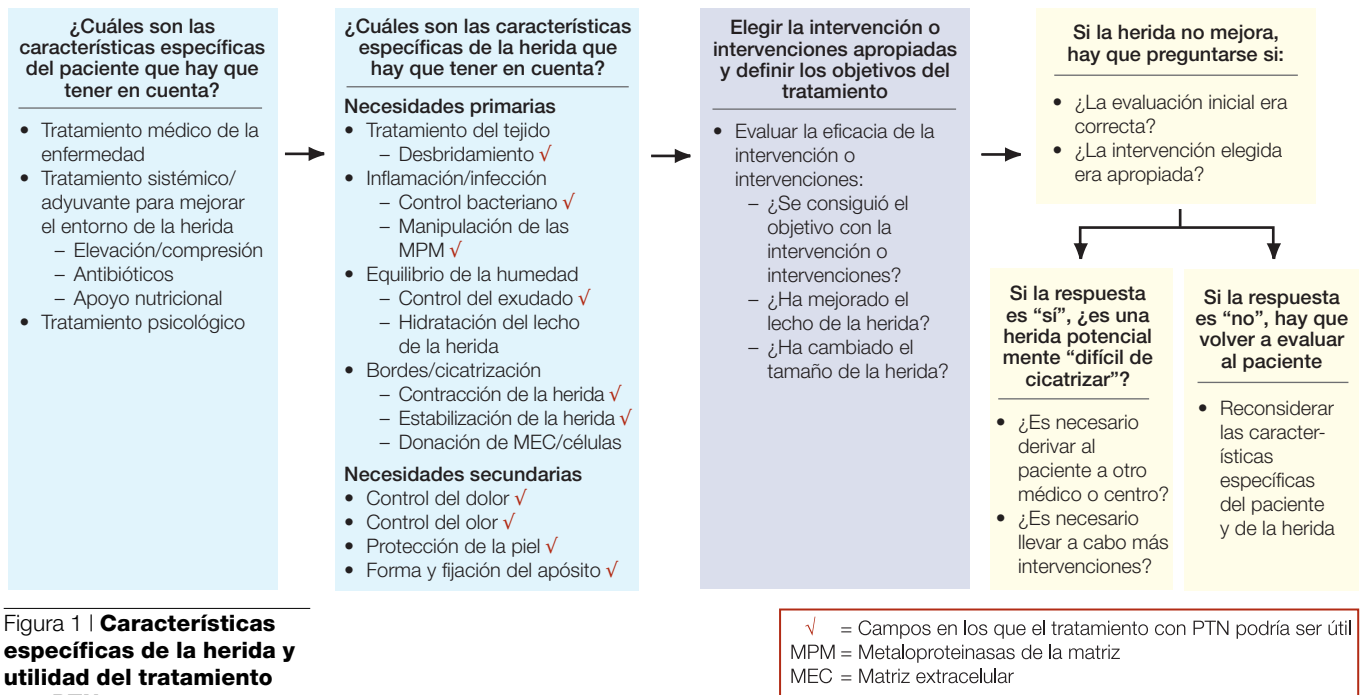 ¿Cuáles son las
características específicas
del paciente que hay que
tener en cuenta?
• Tratamiento médico de la
enfermedad
• Tratamiento sistémico/
adyuvante para mejorar
el entorno de la herida
– Elevación/compresión
– Antibióticos
– Apoyo nutricional
• Tratamiento psicológico
¿Cuáles son las características
específicas de la herida que
hay que tener en cuenta?
Necesidades primarias
• Tratamiento del tejido
– Desbridamiento √
• Inflamación/infección
– Control bacteriano √
– Manipulación de las
MPM √
• Equilibrio de la humedad
– Control del exudado √
– Hidratación del lecho
de la herida
• Bordes/cicatrización
– Contracción de la herida √
– Estabilización de la herida √
– Donación de MEC/células
Necesidades secundarias
• Control del dolor √
• Control del olor √
• Protección de la piel √
• Forma y fijación del apósito √
Elegir la intervención o
intervenciones apropiadas
y definir los objetivos del
tratamiento
• Evaluar la eficacia de la
intervención o
intervenciones:
– ¿Se consiguió el
objetivo con la
intervención o
intervenciones?
– ¿Ha mejorado el
lecho de la herida?
– ¿Ha cambiado el
tamaño de la herida?
Si la herida no mejora,
hay que preguntarse si:
• ¿La evaluación inicial era
correcta?
• ¿La intervención elegida
era apropiada?
Si la respuesta
es “sí”, ¿es una
herida potencial
mente “difícil de
cicatrizar”?
• ¿Es necesario
derivar al
paciente a otro
médico o centro?
• ¿Es necesario
llevar a cabo más
intervenciones?
Si la respuesta
es “no”, hay que
volver a evaluar
al paciente
• Reconsiderar
las caracter-
ísticas
específicas
del paciente
y de la herida
Figura 1 | Características
específicas de la herida y
utilidad del tratamiento
√ = Campos en los que el tratamiento con PTN podría ser útil
MPM = Metaloproteinasas de la matriz
MEC = Matriz extracelular